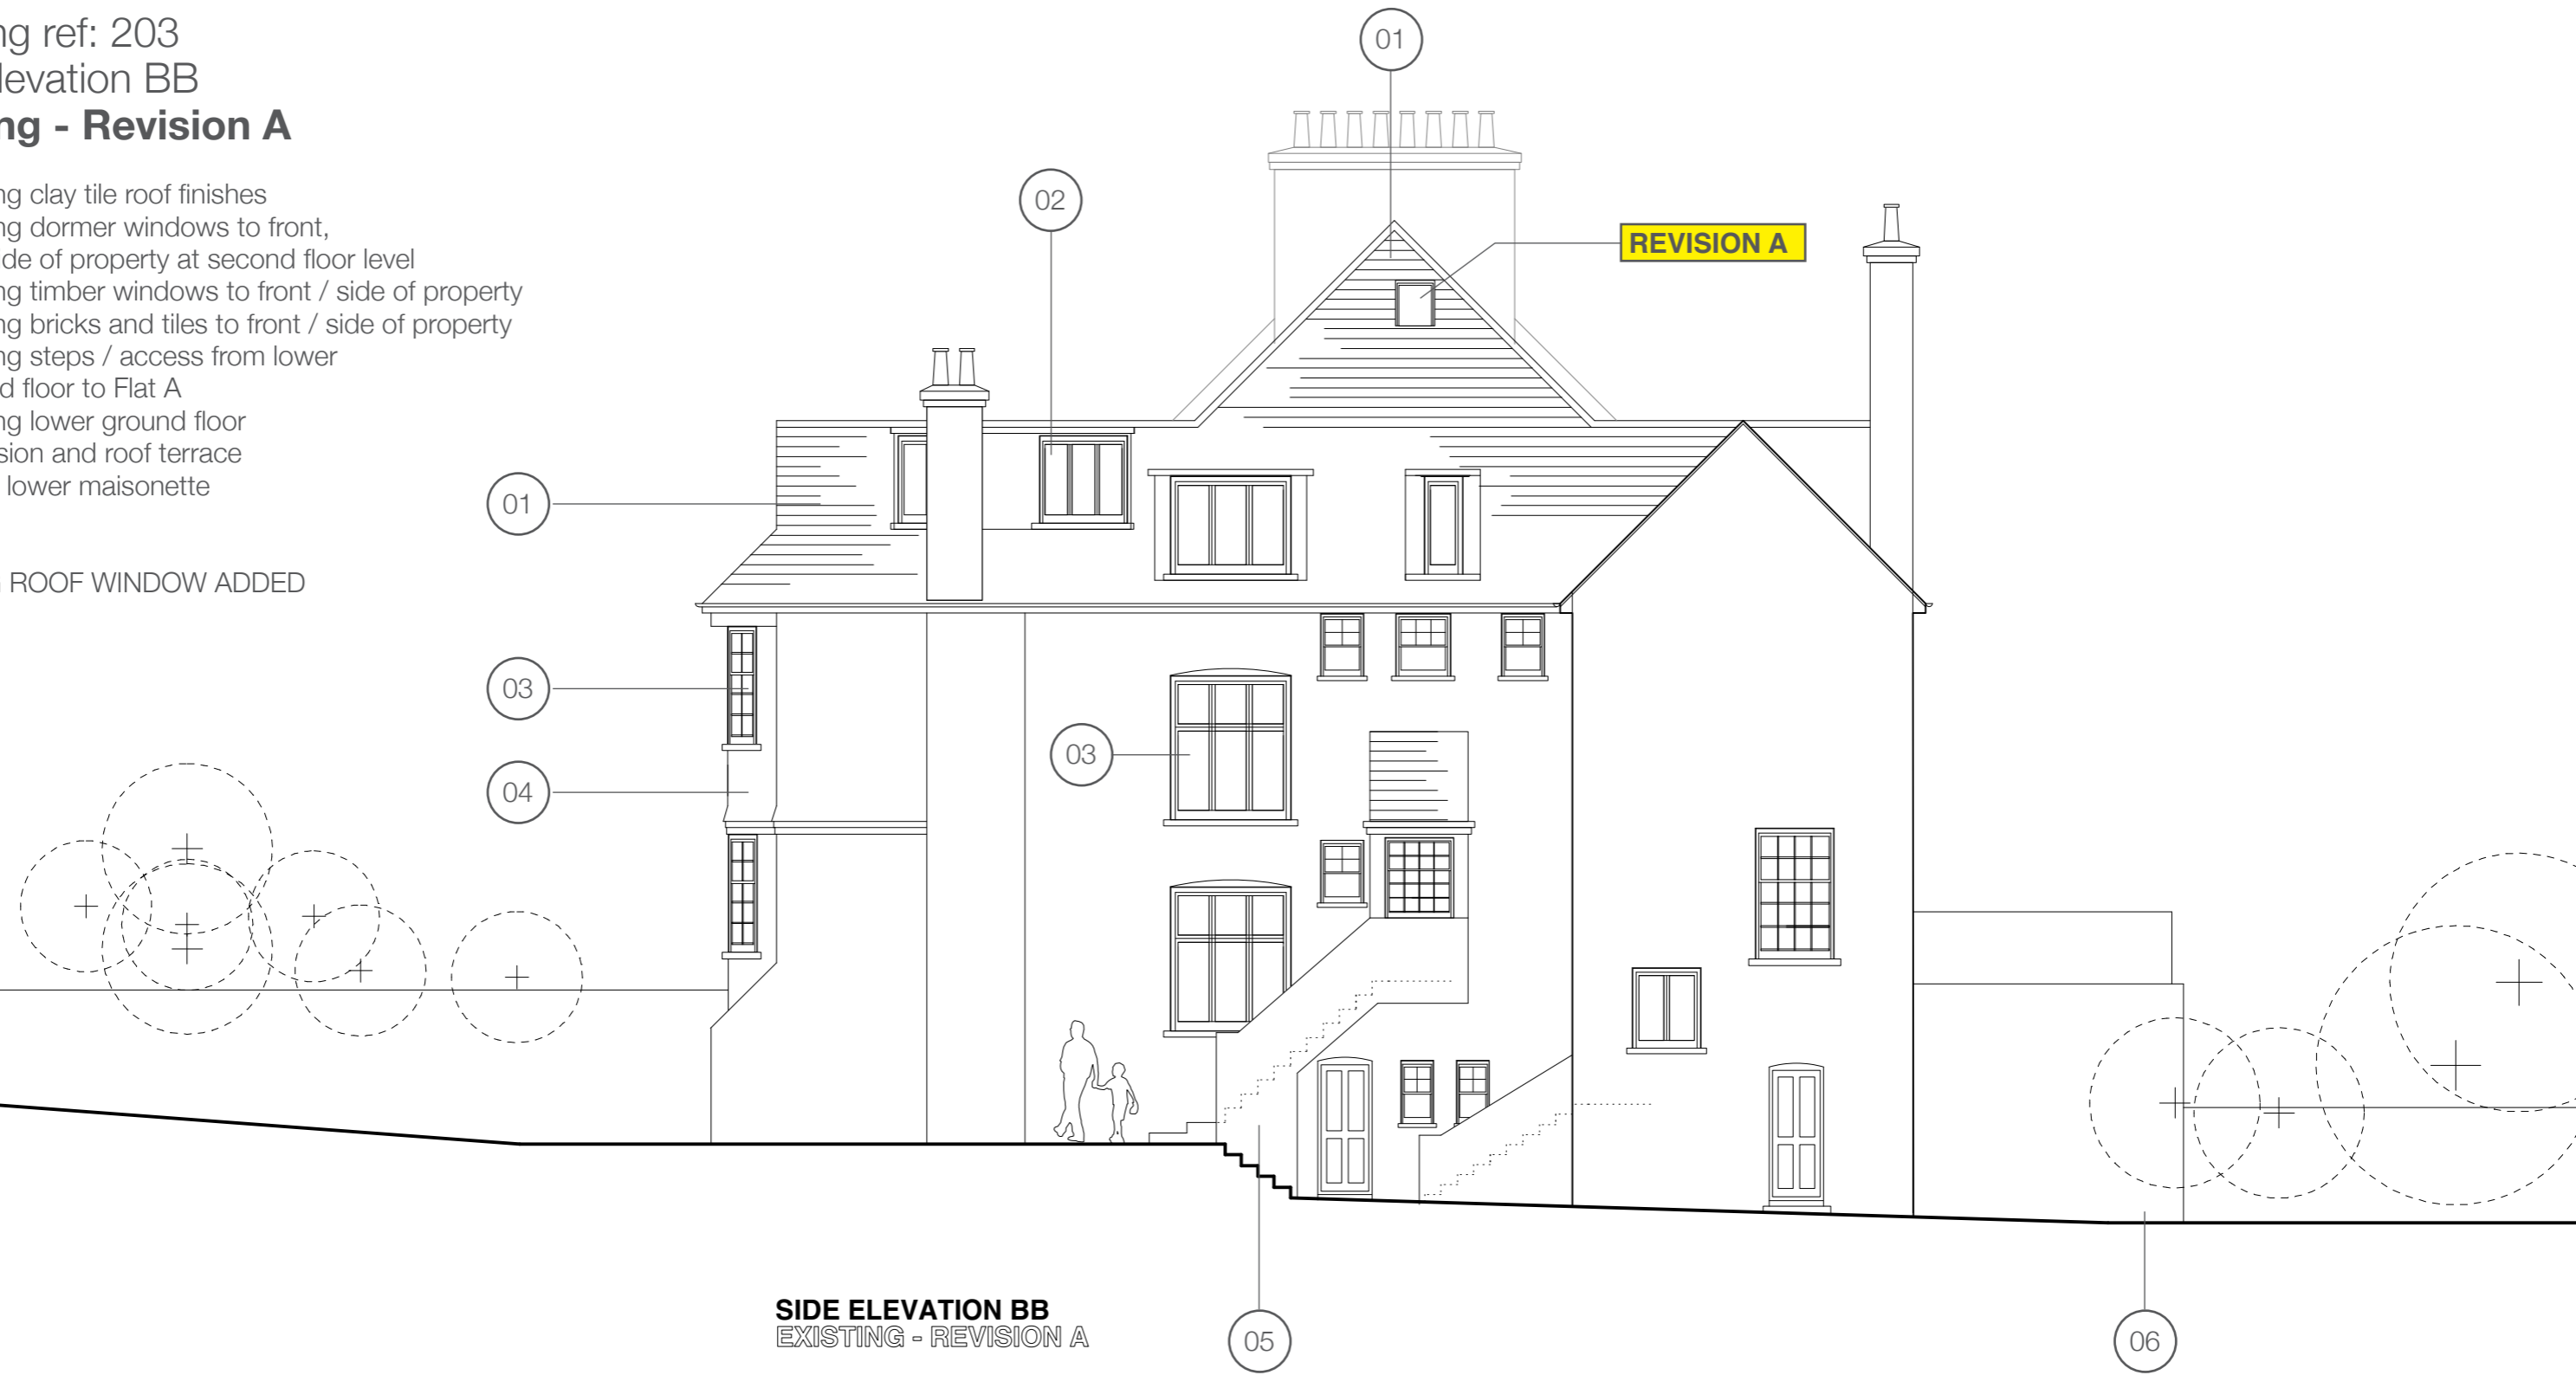 ng ref: 203
levation BB
ng - Revision A
ng clay tile roof finishes
ng dormer windows to front,
de of property at second floor level
ng timber windows to front / side of property
ng bricks and tiles to front / side of property
ng steps / access from lower
d floor to Flat A
ng lower ground floor
sion and roof terrace
lower maisonette
ROOF WINDOW ADDED
01
02
REVISION A
01
03
03
04
SIDE ELEVATION BB
EXISTING - REVISION A
05
06